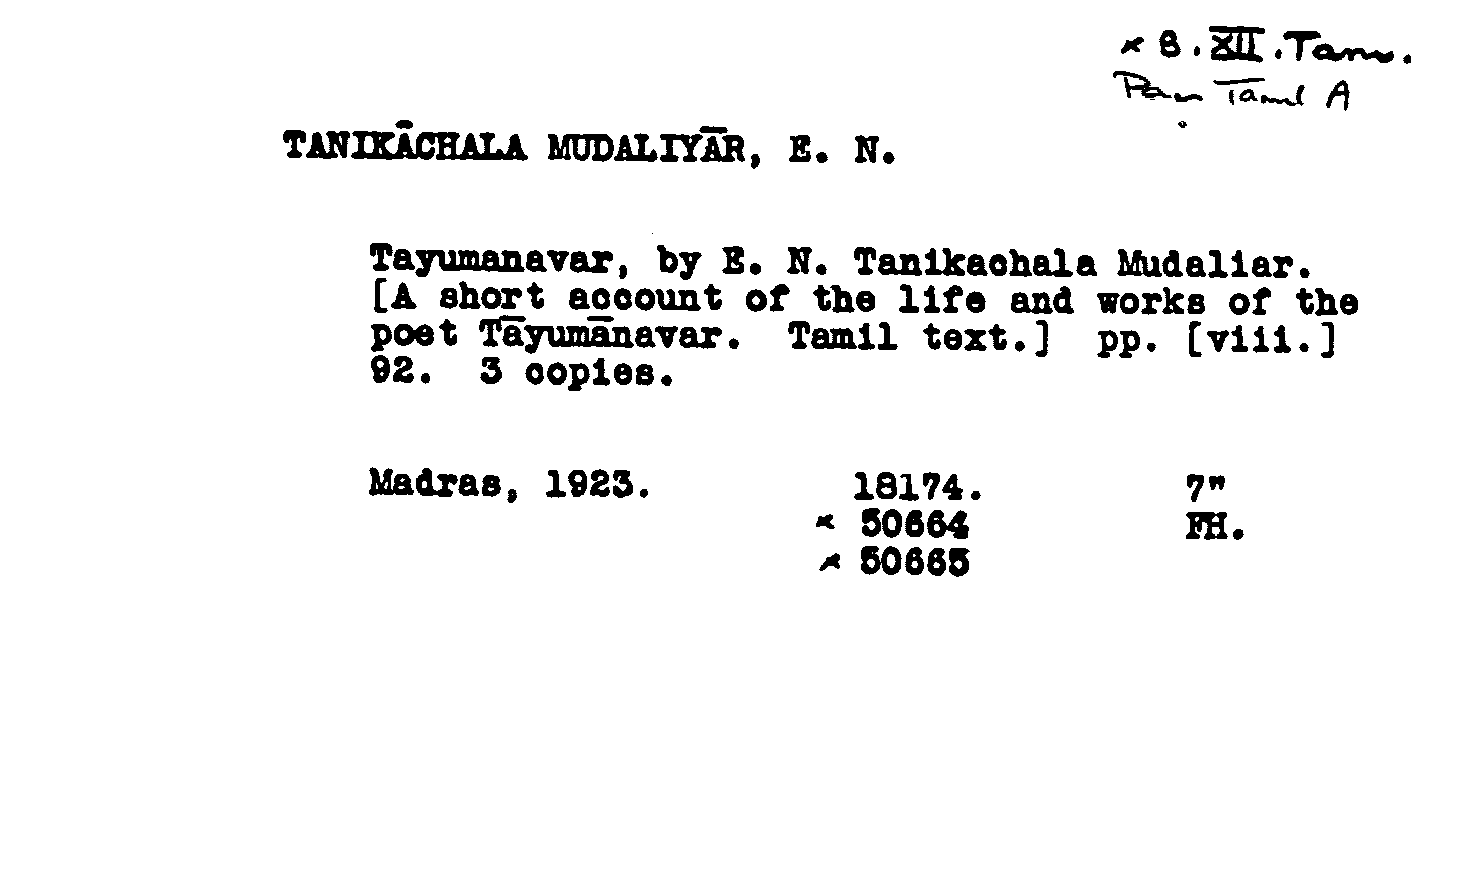 × B. XII. Tam.
Pam Tamil A
TANIKĀCHALA MUDALIYĀR, E. N.
Tayumanavar, by E. N. Tanikachala Mudaliar.
[A short account of the life and works of the
poet Tāyumānavar. Tamil text.] pp. [viii.]
92. 3 copies.
Madras, 1923. 18174. 7"
× 50664 FH.
× 50665